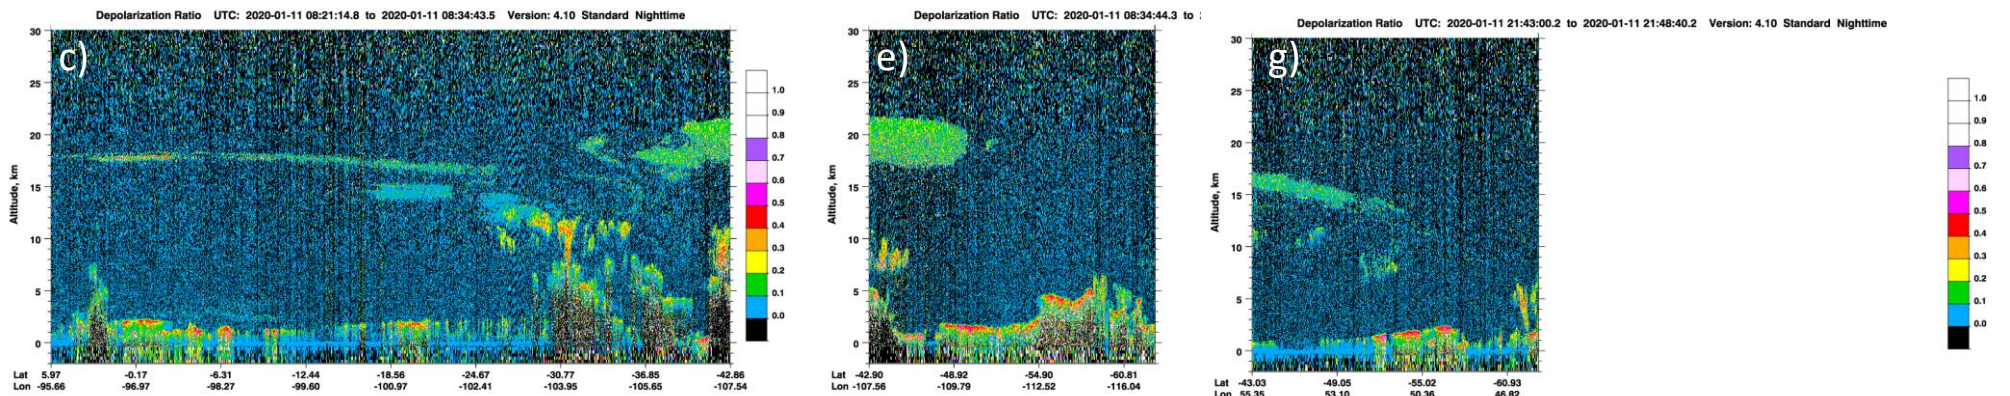 Depolarization Ratio UTC: 2020-01-11 08:21:14.8 to 2020-01-11 08:34:43.5 Version: 4.10 Standard Nighttime
c)
Altitude, km
30
25
20
15
10
5
0
1.0
0.9
0.8
0.7
0.6
0.5
0.4
0.3
0.2
0.1
0.0
Lat 5.97 -0.17 -6.31 -12.44 -18.56 -24.67 -30.77 -36.85 -42.86
Lon -95.66 -96.97 -98.27 -99.60 -100.97 -102.41 -103.95 -105.65 -107.54
Depolarization Ratio UTC: 2020-01-11 08:34:44.3 to
e)
Altitude, km
30
25
20
15
10
5
0
Lat -42.90 -48.92 -54.90 -60.81
Lon -107.56 -109.79 -112.52 -116.04
Depolarization Ratio UTC: 2020-01-11 21:43:00.2 to 2020-01-11 21:48:40.2 Version: 4.10 Standard Nighttime
g)
Altitude, km
30
25
20
15
10
5
0
1.0
0.9
0.8
0.7
0.6
0.5
0.4
0.3
0.2
0.1
0.0
Lat -43.03 -49.05 -55.02 -60.93
Lon 55.35 53.10 50.36 46.82